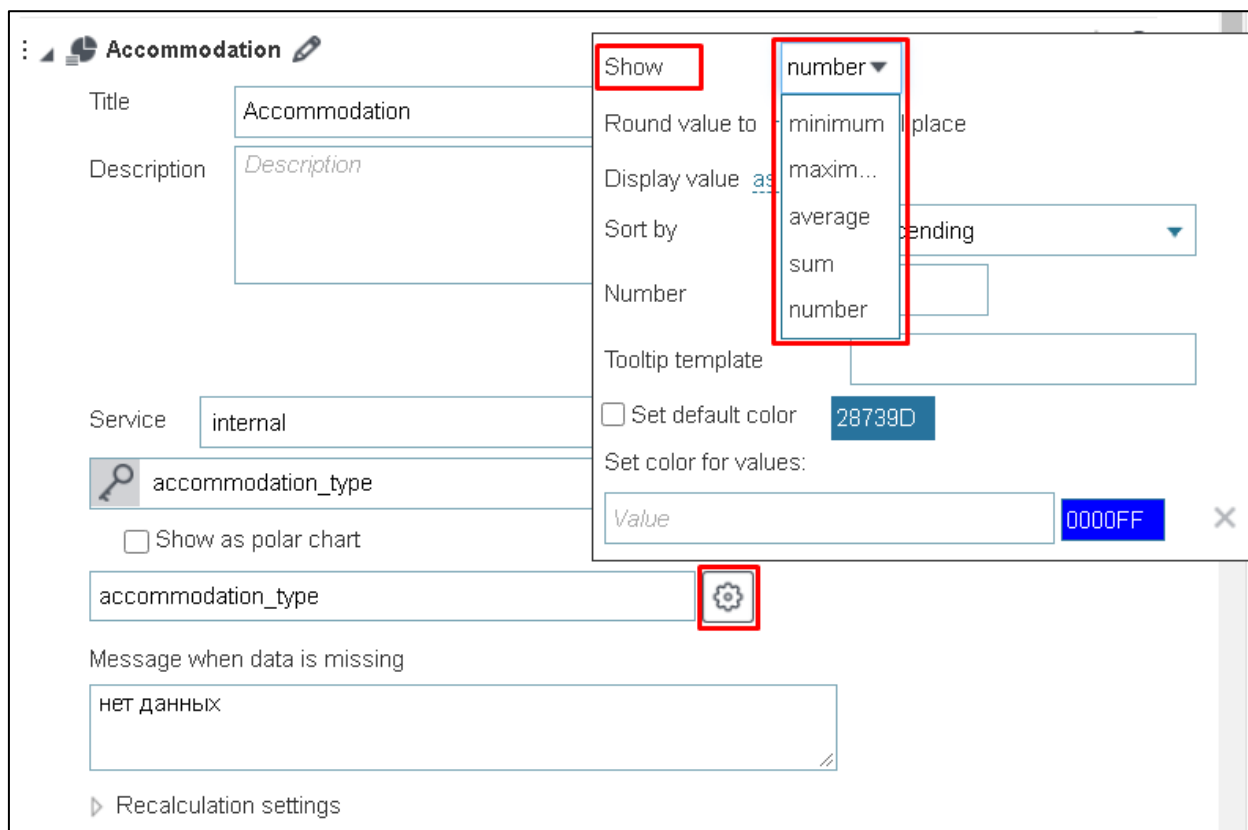 Accommodation
Title
Accommodation
Description
Description
Service
internal
accommodation_type
Show as polar chart
accommodation_type
Message when data is missing
нет данных
Recalculation settings
Show
number
minimum
maxim...
average
sum
number
Round value to
place
Display value as
Sort by
cending
Number
Tooltip template
Set default color
28739D
Set color for values:
Value
0000FF